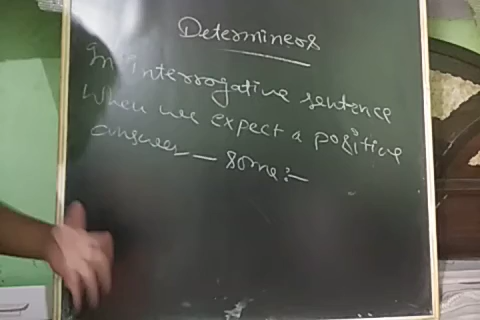 Determiners
In interrogative sentence
When we expect a positive
answer — some:-